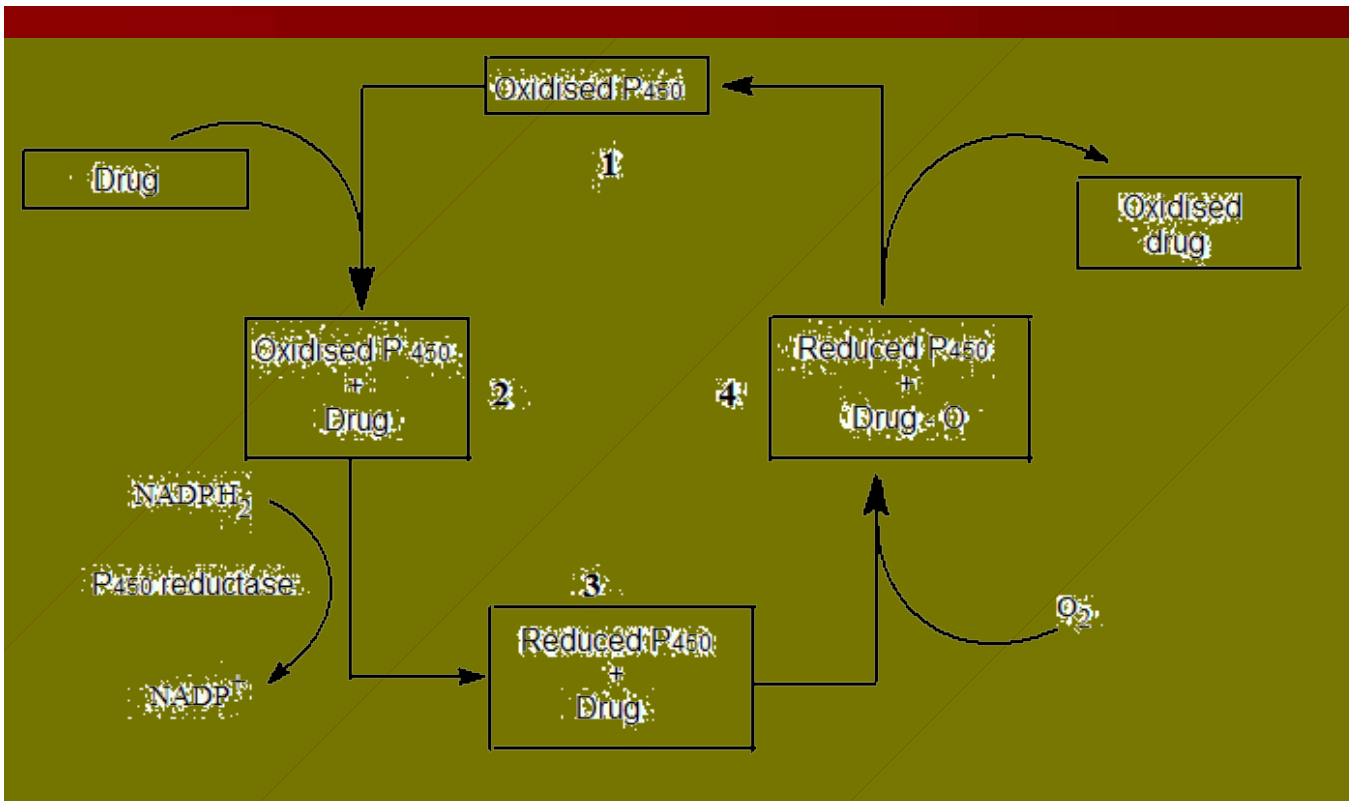 Oxidised P450
1
Drug
Oxidised
drug
Oxidised P 450
+
Drug
2
4
Reduced P450
+
Drug - O
NADPH2
P450 reductase
NADP+
3
Reduced P450
+
Drug
O2